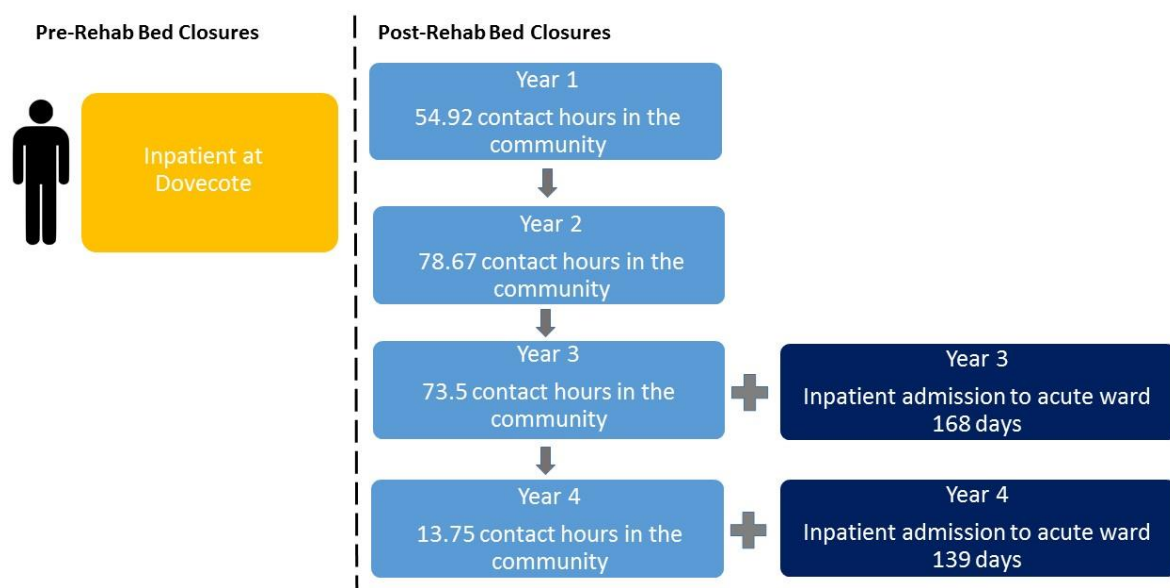 Pre-Rehab Bed Closures
Post-Rehab Bed Closures
Inpatient at
Dovecote
Year 1
54.92 contact hours in the
community
Year 2
78.67 contact hours in the
community
Year 3
73.5 contact hours in the
community
Year 3
Inpatient admission to acute ward
168 days
Year 4
13.75 contact hours in the
community
Year 4
Inpatient admission to acute ward
139 days